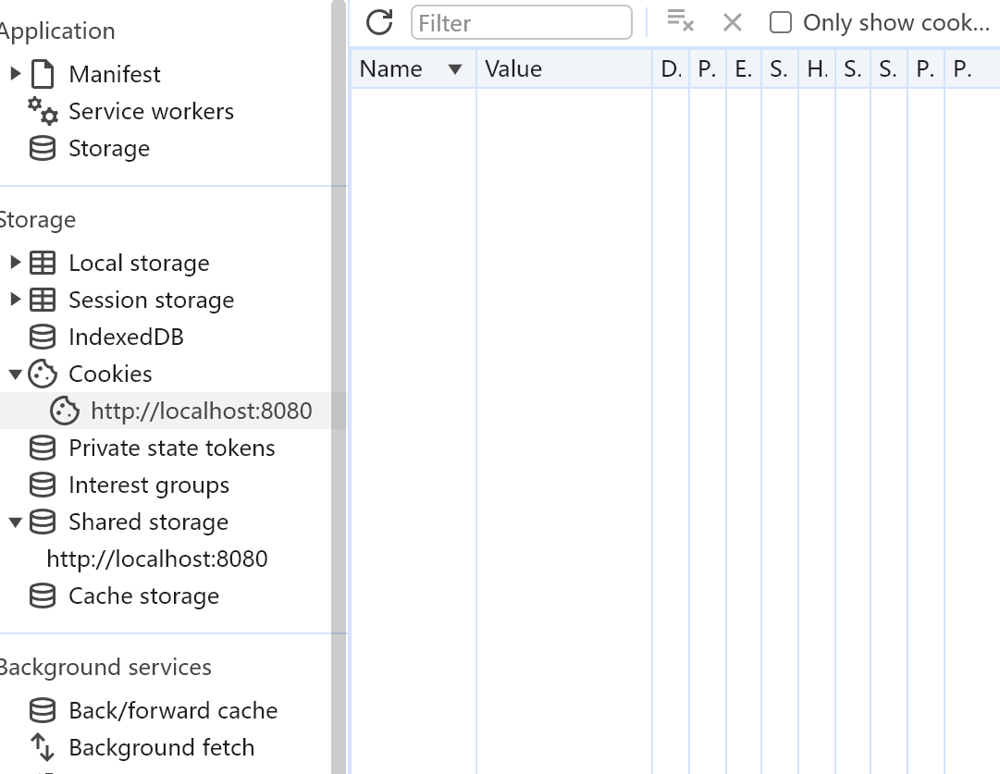 Application
Manifest
Service workers
Storage
Storage
Local storage
Session storage
IndexedDB
Cookies
http://localhost:8080
Private state tokens
Interest groups
Shared storage
http://localhost:8080
Cache storage
Background services
Back/forward cache
Background fetch
Filter
Only show cook...
Name Value D. P. E. S. H. S. S. P. P.